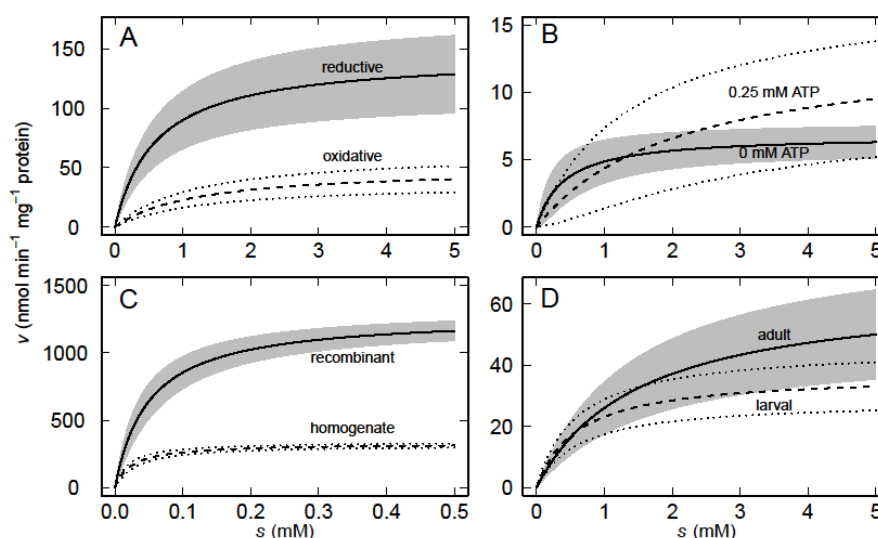 A
150
100
50
0
reductive
oxidative
0 1 2 3 4 5
B
15
10
5
0
0.25 mM ATP
0 mM ATP
0 1 2 3 4 5
v (nmol min⁻¹ mg⁻¹ protein)
C
1500
1000
500
0
recombinant
homogenate
0.0 0.1 0.2 0.3 0.4 0.5
s (mM)
D
60
40
20
0
adult
larval
0 1 2 3 4 5
s (mM)